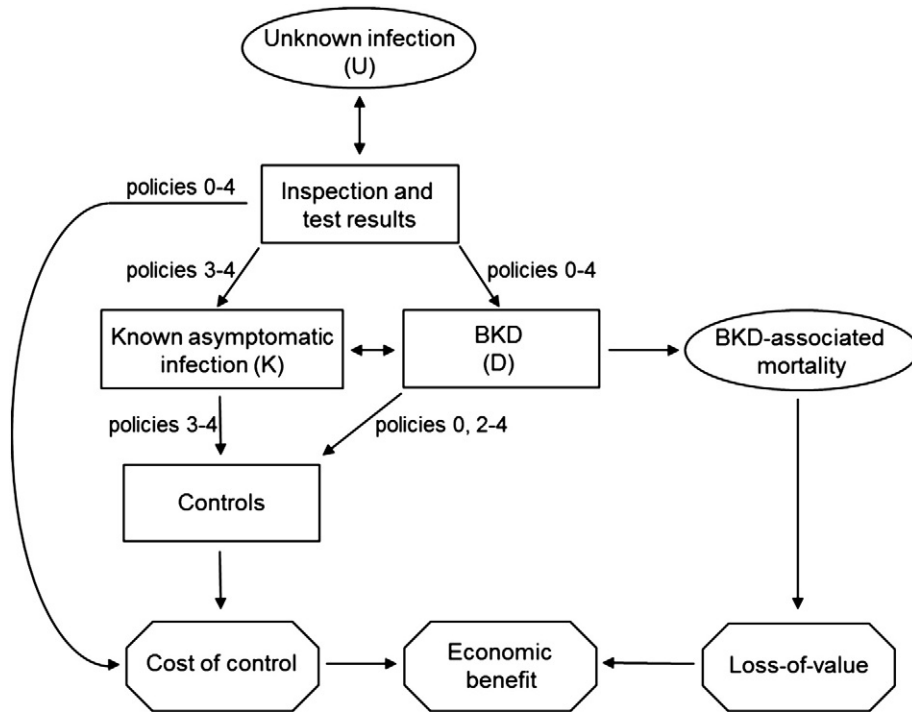 Unknown infection
(U)
policies 0-4
Inspection and
test results
policies 3-4
policies 0-4
Known asymptomatic
infection (K)
BKD
(D)
BKD-associated
mortality
policies 3-4
policies 0, 2-4
Controls
Cost of control
Economic
benefit
Loss-of-value